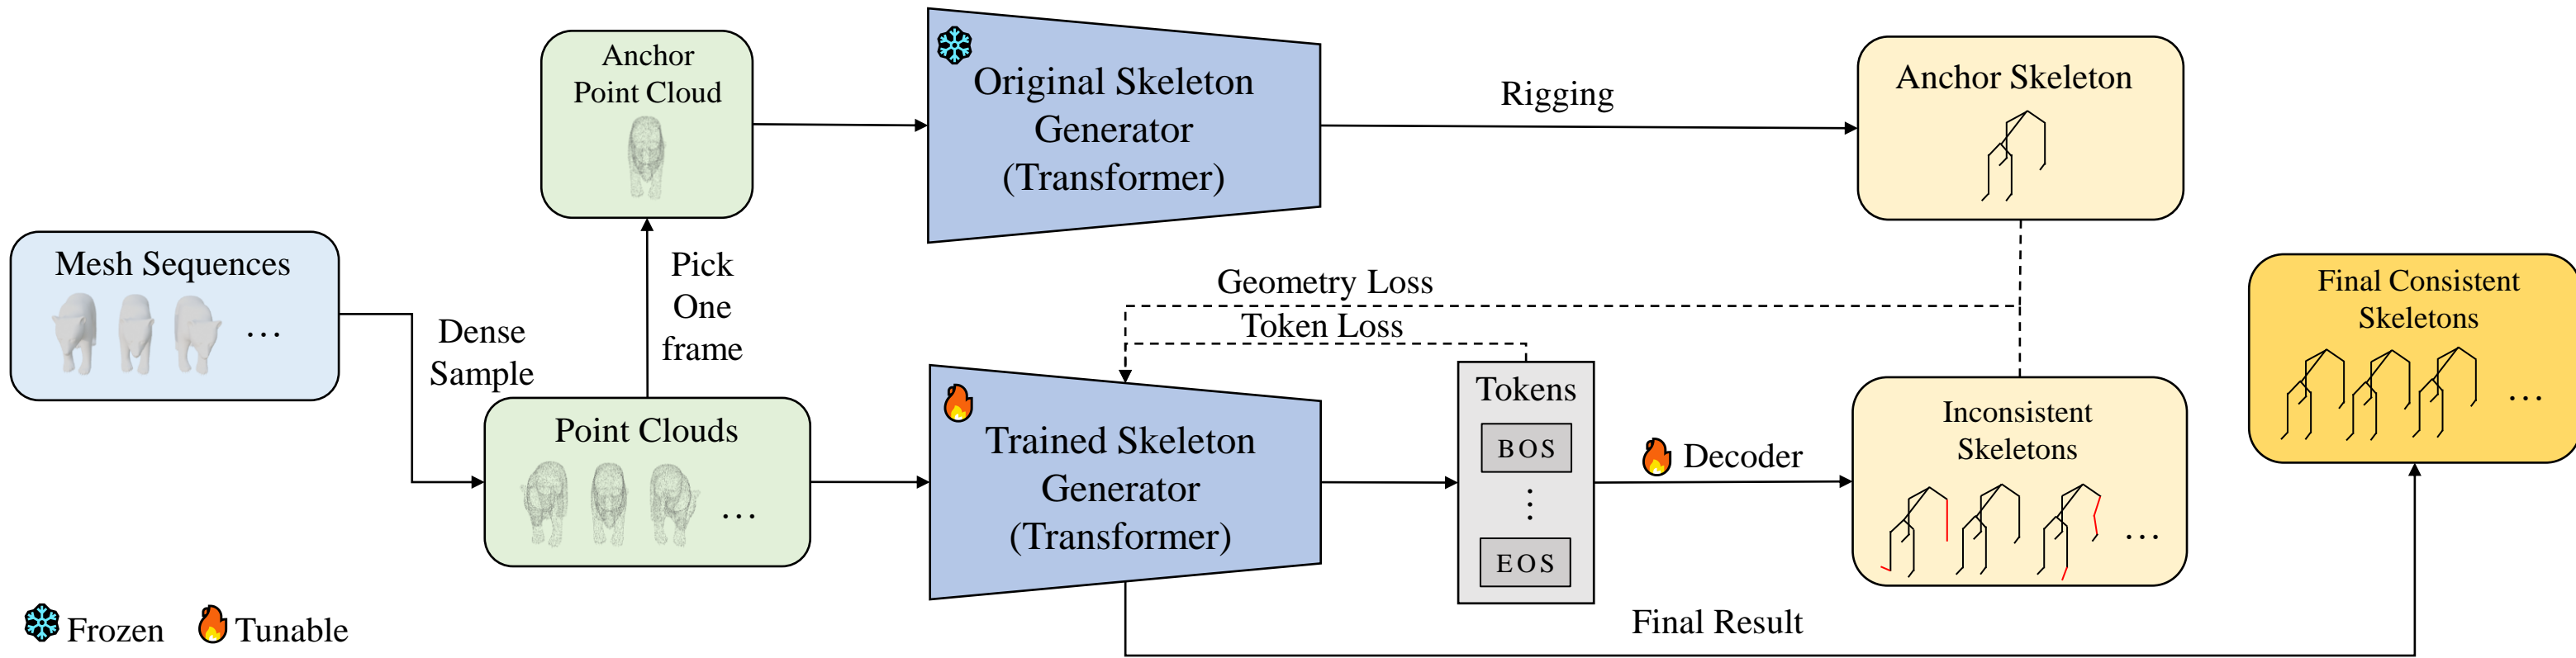 Mesh Sequences
…
Dense
Sample
Point Clouds
…
Pick
One
frame
Anchor
Point Cloud
Original Skeleton
Generator
(Transformer)
Rigging
Anchor Skeleton
Geometry Loss
Token Loss
Trained Skeleton
Generator
(Transformer)
Tokens
BOS
⋮
EOS
Decoder
Inconsistent
Skeletons
…
Final Consistent
Skeletons
…
Final Result
Frozen
Tunable